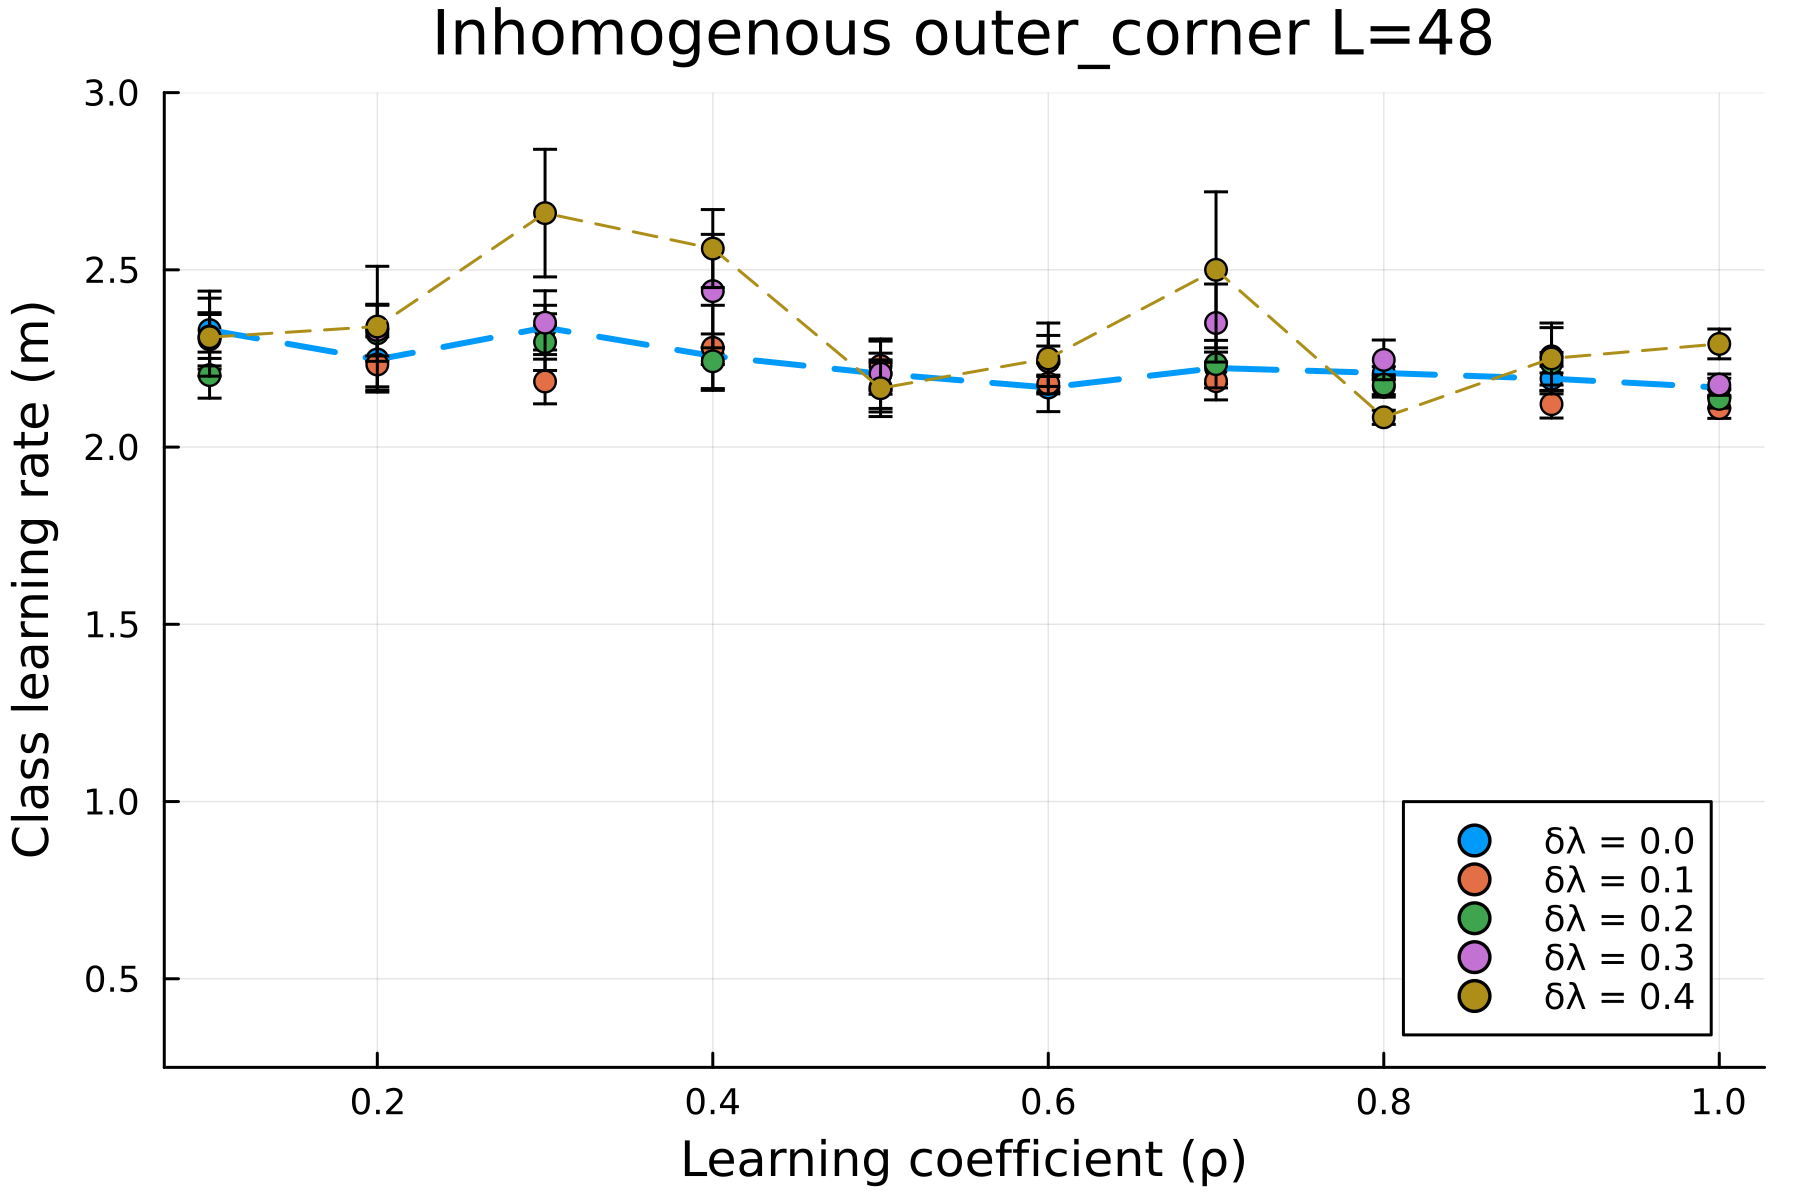 Inhomogenous outer_corner L=48
Class learning rate (m)
3.0
2.5
2.0
1.5
1.0
0.5
δλ = 0.0
δλ = 0.1
δλ = 0.2
δλ = 0.3
δλ = 0.4
0.2 0.4 0.6 0.8 1.0
Learning coefficient (ρ)